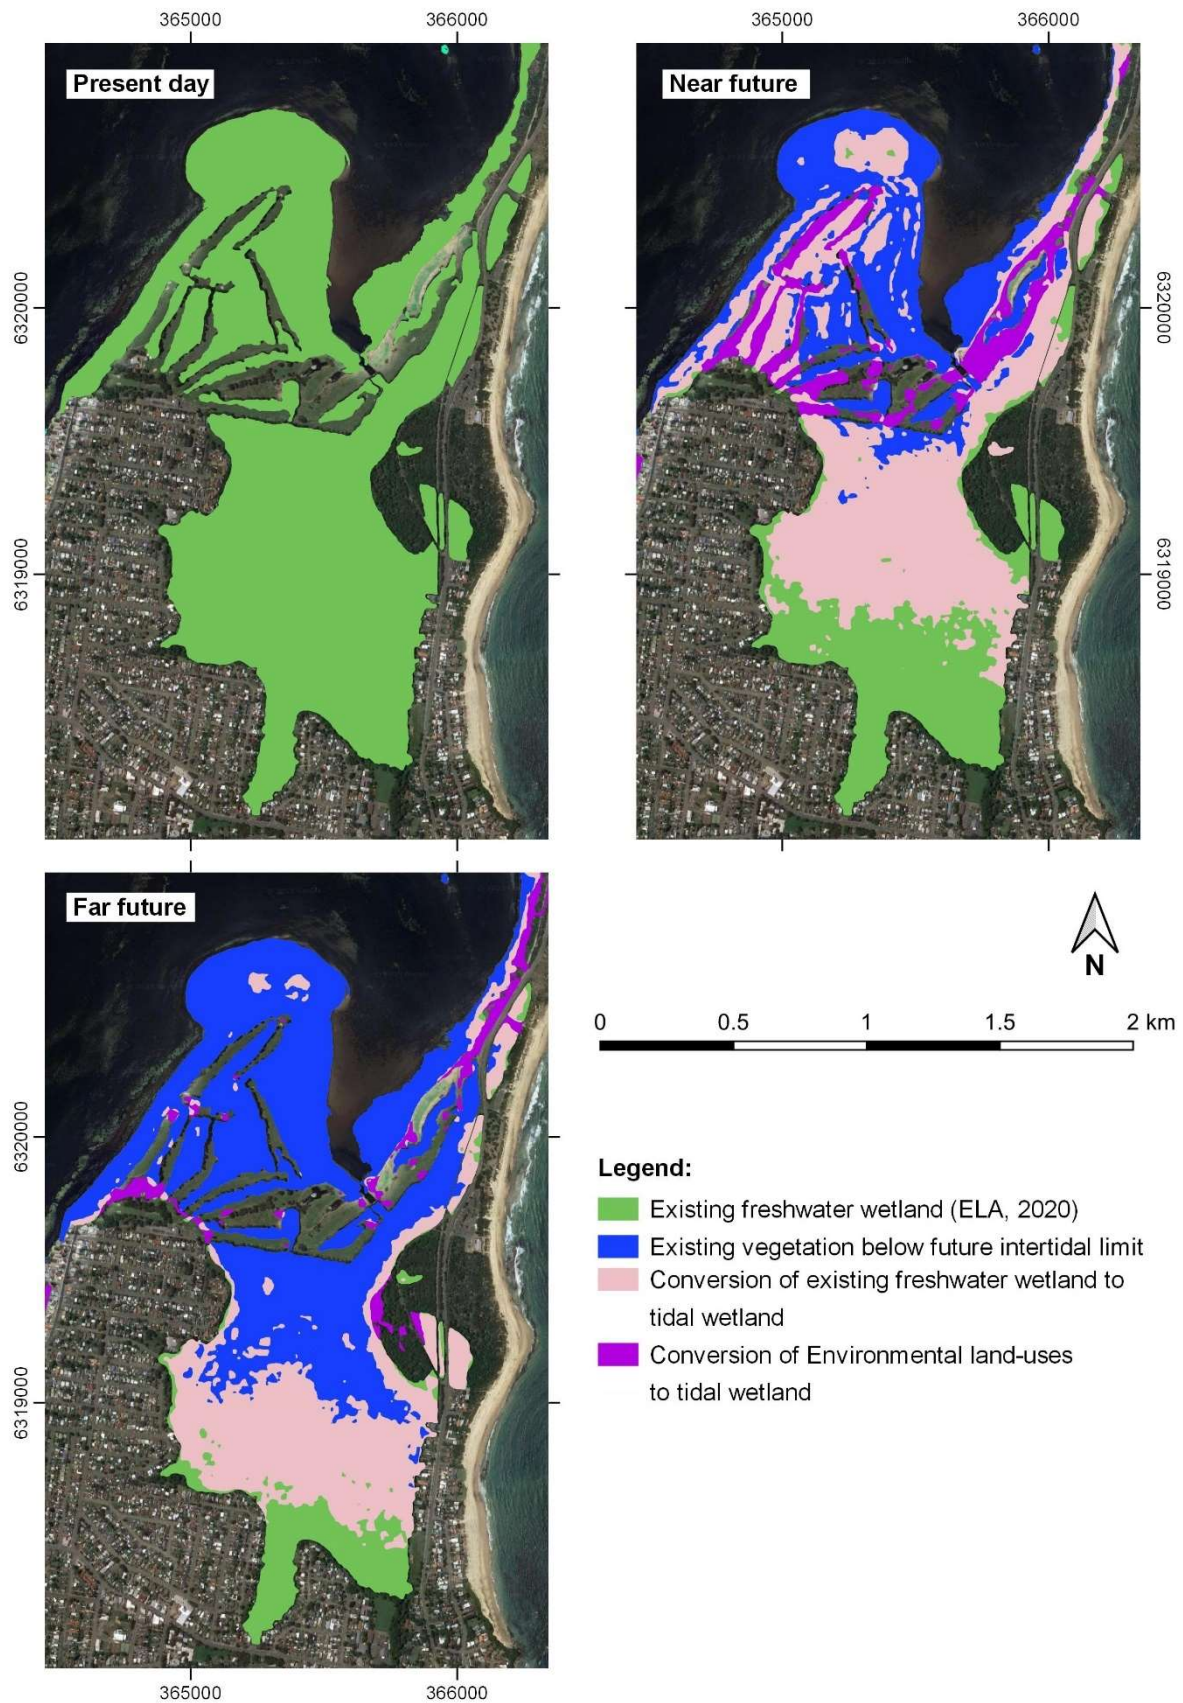 365000
366000
365000
366000
Present day
Near future
6320000
6320000
6319000
6319000
Far future
N
0
0.5
1
1.5
2 km
6320000
6319000
Legend:
Existing freshwater wetland (ELA, 2020)
Existing vegetation below future intertidal limit
Conversion of existing freshwater wetland to
tidal wetland
Conversion of Environmental land-uses
to tidal wetland
365000
366000